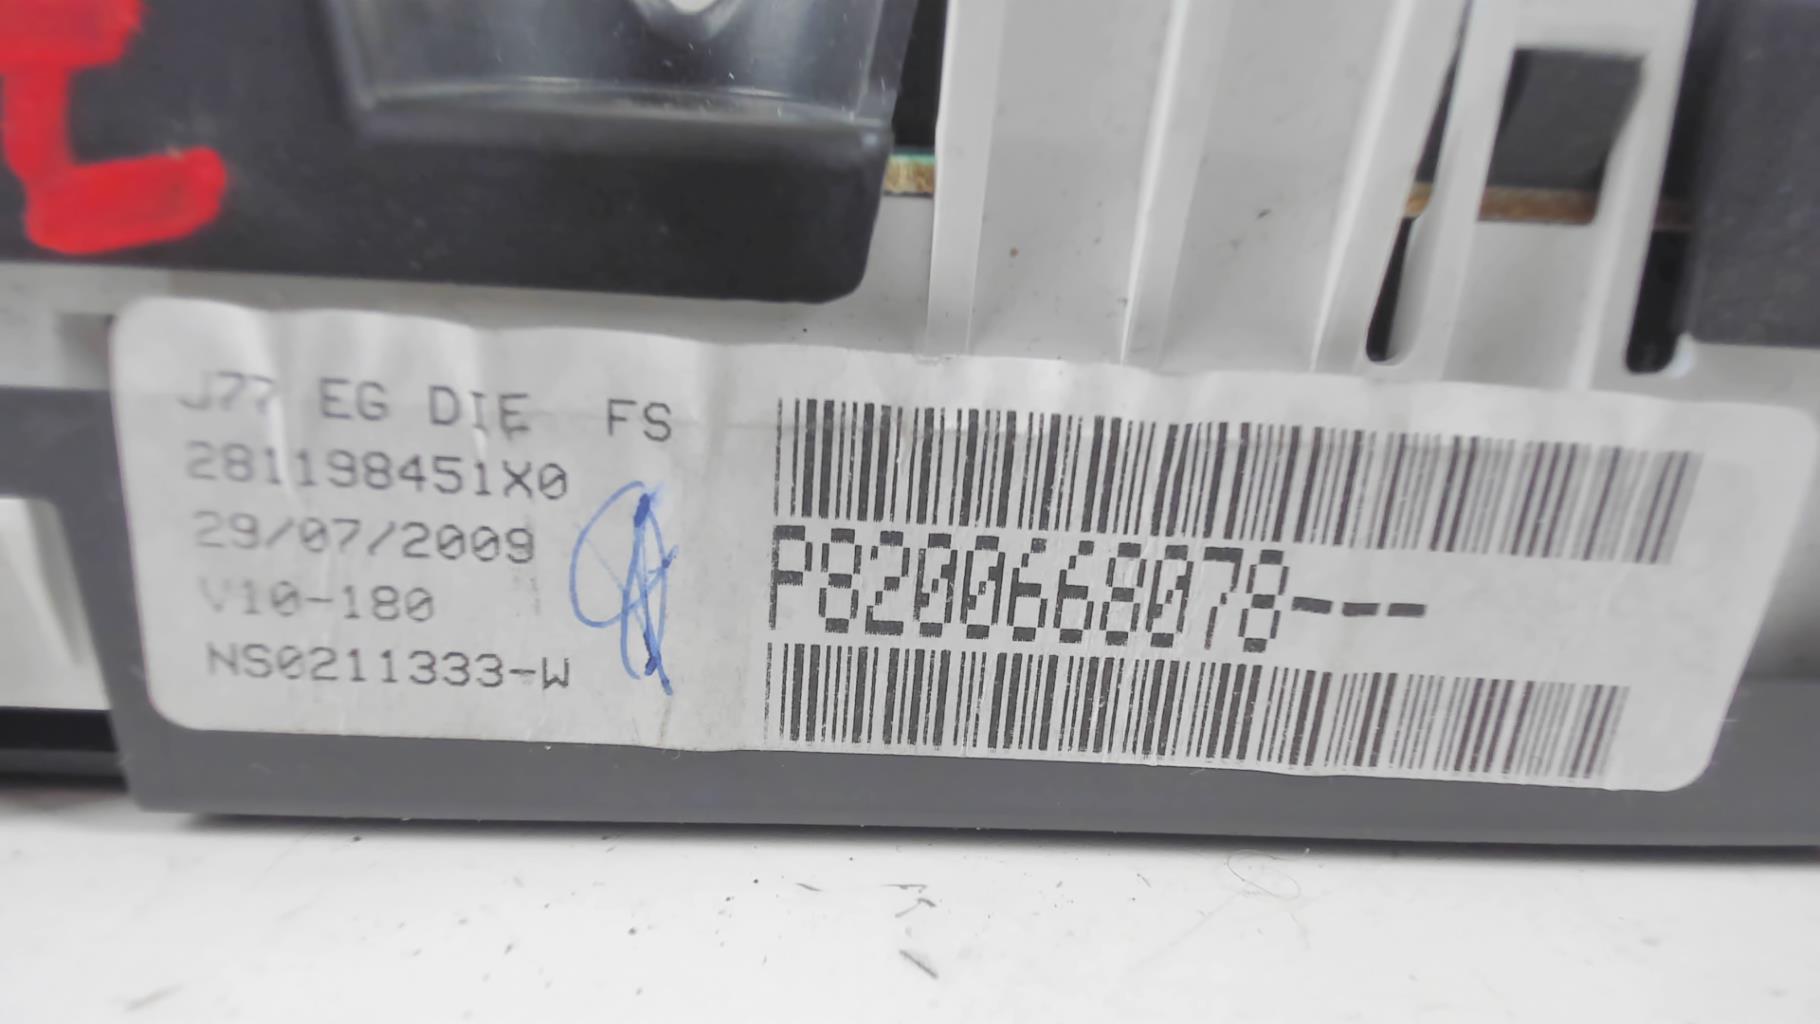 J77 EG DIE FS
281198451X0
29/07/2009
V10-180
NS0211333-W
P8200668078---